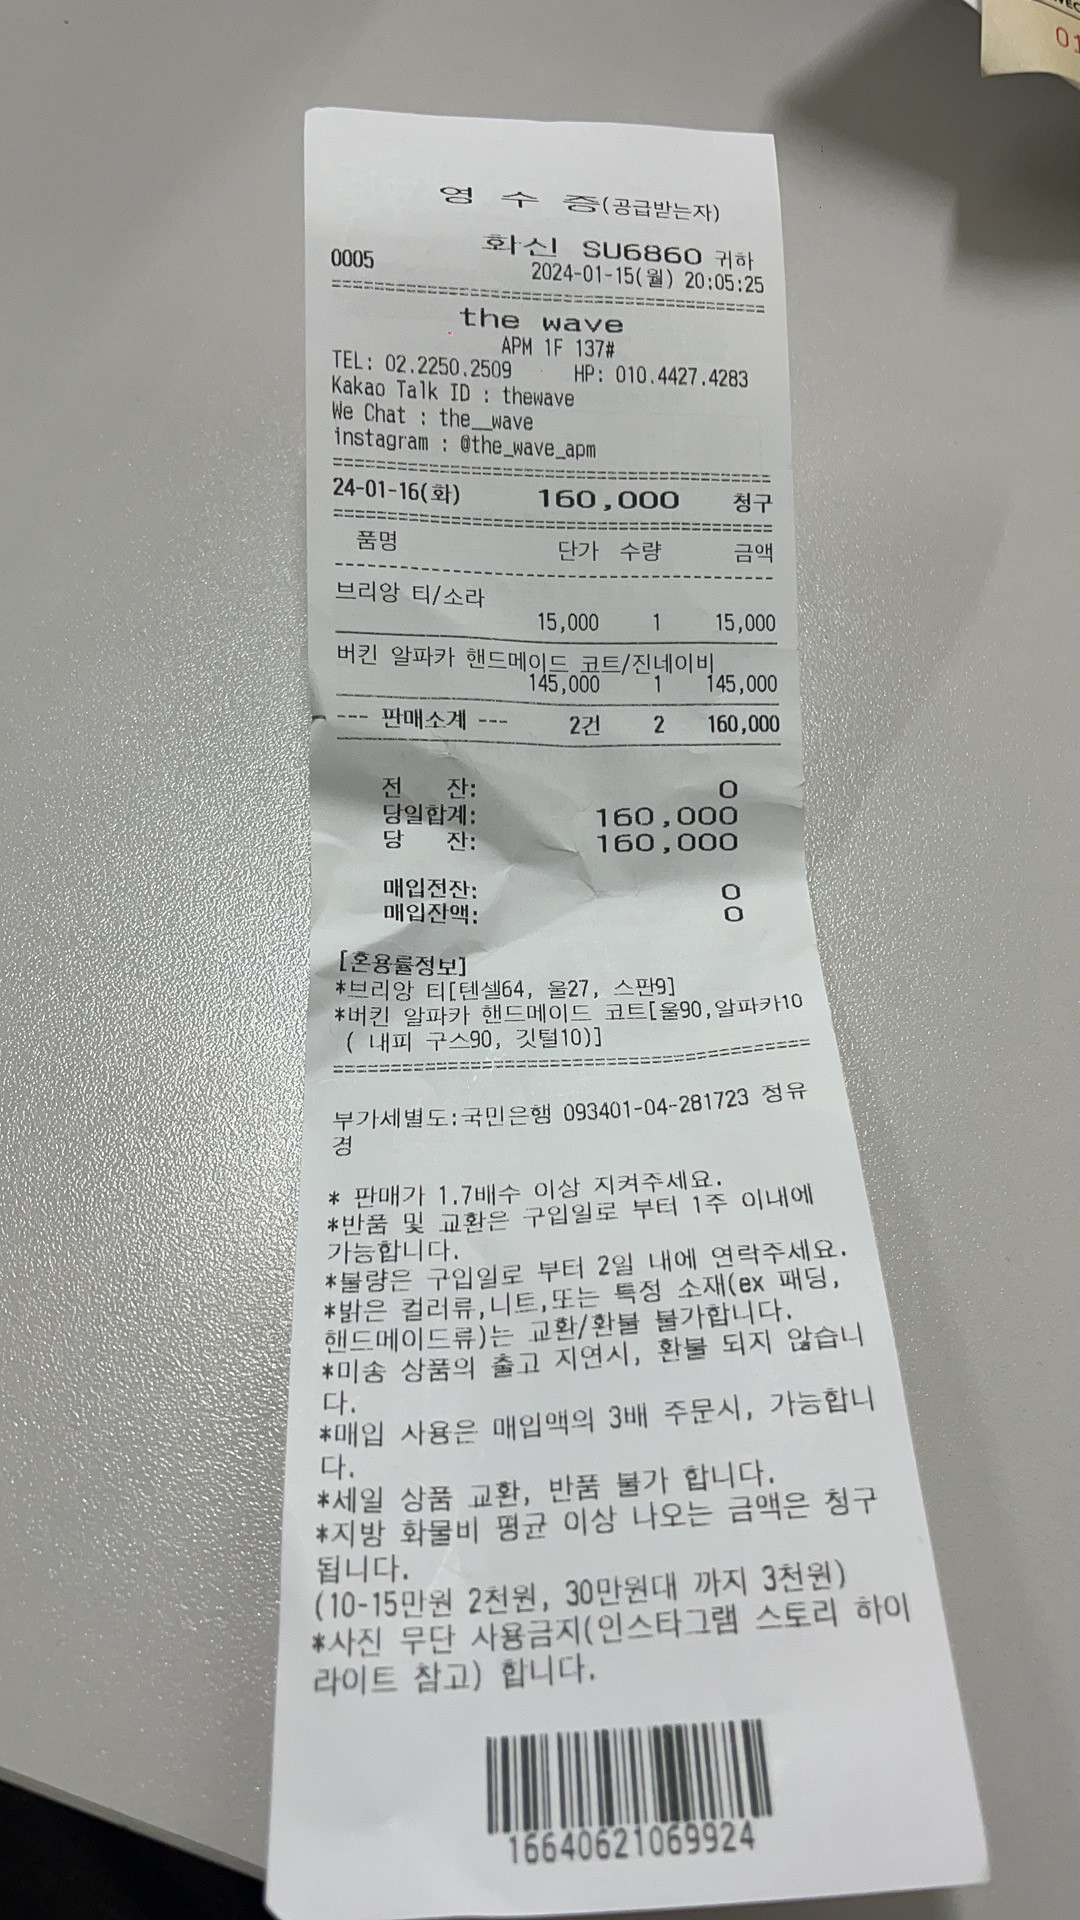 영 수 증(공급받는자)
화신 SU6860 귀하
0005 2024-01-15(월) 20:05:25
the wave
APM 1F 137#
TEL: 02.2250.2509 HP: 010.4427.4283
Kakao Talk ID : thewave
We Chat : the__wave
instagram : @the_wave_apm
24-01-16(화) 160,000 청구
품명 단가 수량 금액
브리앙 티/소라
15,000 1 15,000
버킨 알파카 핸드메이드 코트/진네이비
145,000 1 145,000
--- 판매소계 --- 2건 2 160,000
전 잔: 0
당일합계: 160,000
당 잔: 160,000
매입전잔: 0
매입잔액: 0
[혼용률정보]
*브리앙 티[텐셀64, 울27, 스판9]
*버킨 알파카 핸드메이드 코트[울90,알파카10
( 내피 구스90, 깃털10)]
부가세별도:국민은행 093401-04-281723 정유
경
* 판매가 1.7배수 이상 지켜주세요.
*반품 및 교환은 구입일로 부터 1주 이내에
가능합니다.
*불량은 구입일로 부터 2일 내에 연락주세요.
*밝은 컬러류,니트,또는 특정 소재(ex 패딩,
핸드메이드류)는 교환/환불 불가합니다.
*미송 상품의 출고 지연시, 환불 되지 않습니
다.
*매입 사용은 매입액의 3배 주문시, 가능합니
다.
*세일 상품 교환, 반품 불가 합니다.
*지방 화물비 평균 이상 나오는 금액은 청구
됩니다.
(10-15만원 2천원, 30만원대 까지 3천원)
*사진 무단 사용금지(인스타그램 스토리 하이
라이트 참고) 합니다.
16640621069924